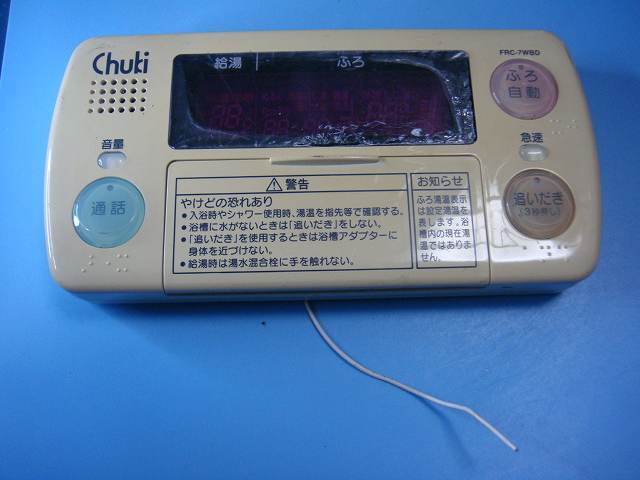 Chuki
給湯 ふろ
FRC-7WBD
ふろ
自動
音量
急速
通話
追いだき
(3秒押し)
⚠警告
やけどの恐れあり
●入浴時やシャワー使用時、湯温を指先等で確認する。
●浴槽に水がないときは「追いだき」をしない。
●「追いだき」を使用するときは浴槽アダプターに
身体を近づけない。
●給湯時は湯水混合栓に手を触れない。
お知らせ
ふろ湯温表示
は設定湯温を
表します。浴
槽内の現在湯
温ではありま
せん。